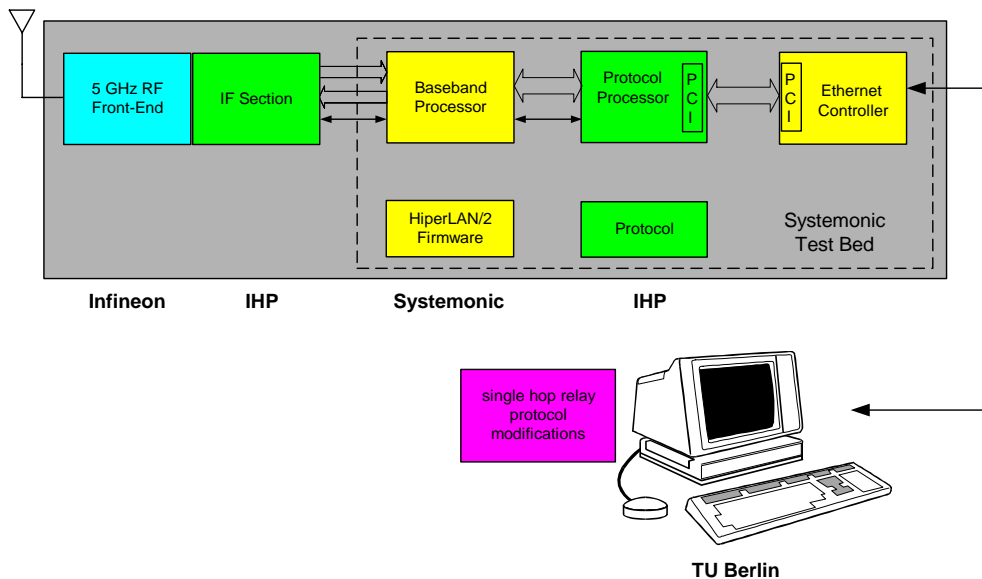 5 GHz RF
Front-End
IF Section
Baseband
Processor
Protocol
Processor
P
C
I
P
C
I
Ethernet
Controller
HiperLAN/2
Firmware
Protocol
Systemonic
Test Bed
Infineon
IHP
Systemonic
IHP
single hop relay
protocol
modifications
TU Berlin